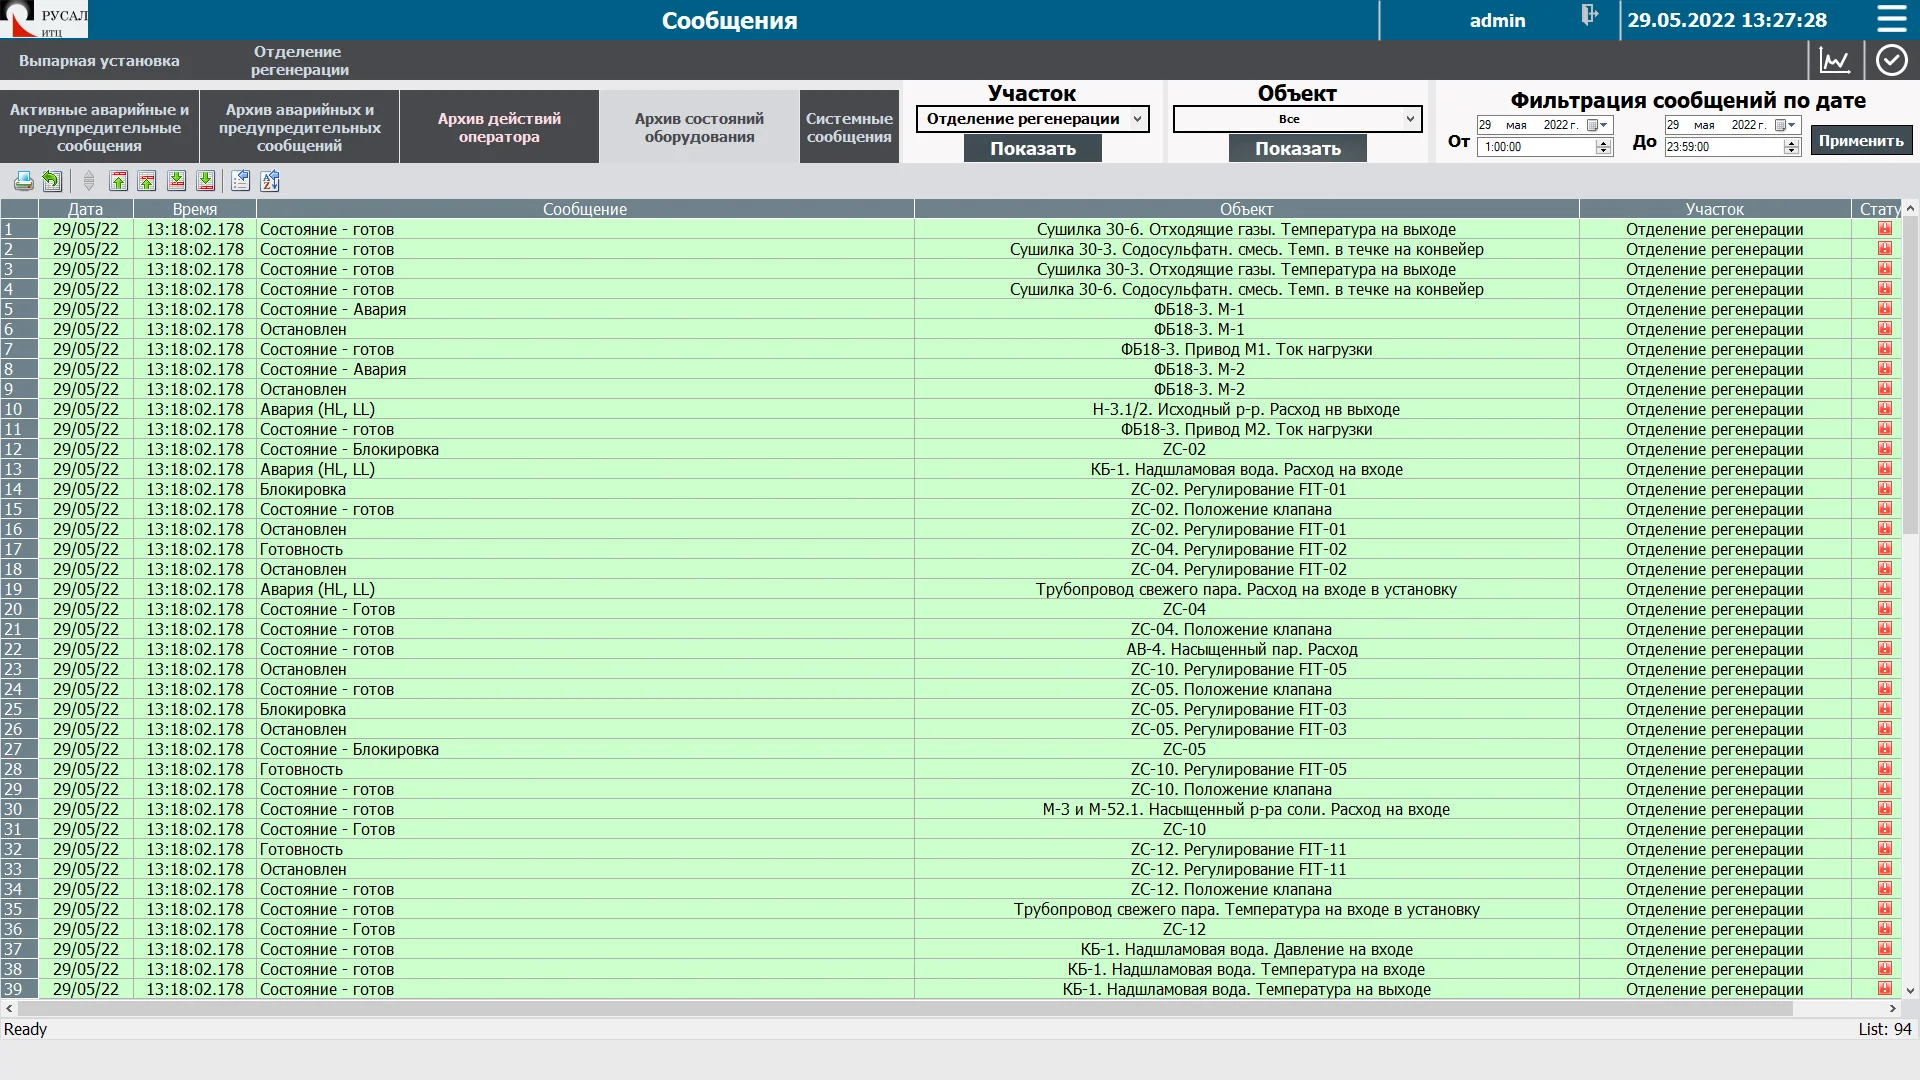 РУСАЛ
ИТЦ
Сообщения
admin
29.05.2022 13:27:28
Выпарная установка
Отделение
регенерации
Активные аварийные и
предупредительные
сообщения
Архив аварийных и
предупредительных
сообщений
Архив действий
оператора
Архив состояний
оборудования
Системные
сообщения
Участок
Отделение регенерации
Показать
Объект
Все
Показать
Фильтрация сообщений по дате
От
29 мая 2022 г.
1:00:00
До
29 мая 2022 г.
23:59:00
Применить
Дата Время Сообщение Объект Участок Стату
1 29/05/22 13:18:02.178 Состояние - готов Сушилка 30-6. Отходящие газы. Температура на выходе Отделение регенерации
2 29/05/22 13:18:02.178 Состояние - готов Сушилка 30-3. Содосульфатн. смесь. Темп. в течке на конвейер Отделение регенерации
3 29/05/22 13:18:02.178 Состояние - готов Сушилка 30-3. Отходящие газы. Температура на выходе Отделение регенерации
4 29/05/22 13:18:02.178 Состояние - готов Сушилка 30-6. Содосульфатн. смесь. Темп. в течке на конвейер Отделение регенерации
5 29/05/22 13:18:02.178 Состояние - Авария ФБ18-3. М-1 Отделение регенерации
6 29/05/22 13:18:02.178 Остановлен ФБ18-3. М-1 Отделение регенерации
7 29/05/22 13:18:02.178 Состояние - готов ФБ18-3. Привод М1. Ток нагрузки Отделение регенерации
8 29/05/22 13:18:02.178 Состояние - Авария ФБ18-3. М-2 Отделение регенерации
9 29/05/22 13:18:02.178 Остановлен ФБ18-3. М-2 Отделение регенерации
10 29/05/22 13:18:02.178 Авария (HL, LL) Н-3.1/2. Исходный р-р. Расход нв выходе Отделение регенерации
11 29/05/22 13:18:02.178 Состояние - готов ФБ18-3. Привод М2. Ток нагрузки Отделение регенерации
12 29/05/22 13:18:02.178 Состояние - Блокировка ZC-02 Отделение регенерации
13 29/05/22 13:18:02.178 Авария (HL, LL) КБ-1. Надшламовая вода. Расход на входе Отделение регенерации
14 29/05/22 13:18:02.178 Блокировка ZC-02. Регулирование FIT-01 Отделение регенерации
15 29/05/22 13:18:02.178 Состояние - готов ZC-02. Положение клапана Отделение регенерации
16 29/05/22 13:18:02.178 Остановлен ZC-02. Регулирование FIT-01 Отделение регенерации
17 29/05/22 13:18:02.178 Готовность ZC-04. Регулирование FIT-02 Отделение регенерации
18 29/05/22 13:18:02.178 Остановлен ZC-04. Регулирование FIT-02 Отделение регенерации
19 29/05/22 13:18:02.178 Авария (HL, LL) Трубопровод свежего пара. Расход на входе в установку Отделение регенерации
20 29/05/22 13:18:02.178 Состояние - Готов ZC-04 Отделение регенерации
21 29/05/22 13:18:02.178 Состояние - готов ZC-04. Положение клапана Отделение регенерации
22 29/05/22 13:18:02.178 Состояние - готов АВ-4. Насыщенный пар. Расход Отделение регенерации
23 29/05/22 13:18:02.178 Остановлен ZC-10. Регулирование FIT-05 Отделение регенерации
24 29/05/22 13:18:02.178 Состояние - готов ZC-05. Положение клапана Отделение регенерации
25 29/05/22 13:18:02.178 Блокировка ZC-05. Регулирование FIT-03 Отделение регенерации
26 29/05/22 13:18:02.178 Остановлен ZC-05. Регулирование FIT-03 Отделение регенерации
27 29/05/22 13:18:02.178 Состояние - Блокировка ZC-05 Отделение регенерации
28 29/05/22 13:18:02.178 Готовность ZC-10. Регулирование FIT-05 Отделение регенерации
29 29/05/22 13:18:02.178 Состояние - готов ZC-10. Положение клапана Отделение регенерации
30 29/05/22 13:18:02.178 Состояние - готов М-3 и М-52.1. Насыщенный р-ра соли. Расход на входе Отделение регенерации
31 29/05/22 13:18:02.178 Состояние - Готов ZC-10 Отделение регенерации
32 29/05/22 13:18:02.178 Готовность ZC-12. Регулирование FIT-11 Отделение регенерации
33 29/05/22 13:18:02.178 Остановлен ZC-12. Регулирование FIT-11 Отделение регенерации
34 29/05/22 13:18:02.178 Состояние - готов ZC-12. Положение клапана Отделение регенерации
35 29/05/22 13:18:02.178 Состояние - готов Трубопровод свежего пара. Температура на входе в установку Отделение регенерации
36 29/05/22 13:18:02.178 Состояние - Готов ZC-12 Отделение регенерации
37 29/05/22 13:18:02.178 Состояние - готов КБ-1. Надшламовая вода. Давление на входе Отделение регенерации
38 29/05/22 13:18:02.178 Состояние - готов КБ-1. Надшламовая вода. Температура на входе Отделение регенерации
39 29/05/22 13:18:02.178 Состояние - готов КБ-1. Надшламовая вода. Температура на выходе Отделение регенерации
Ready
List: 94